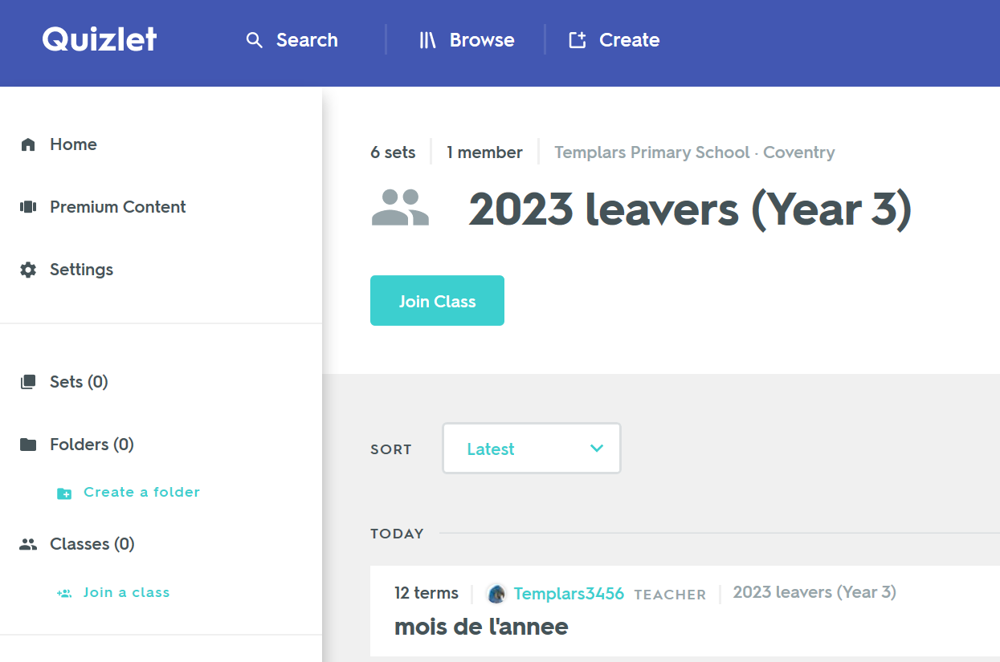 Quizlet
Search
Browse
Create
Home
Premium Content
Settings
Sets (0)
Folders (0)
Create a folder
Classes (0)
Join a class
6 sets
1 member
Templars Primary School · Coventry
2023 leavers (Year 3)
Join Class
SORT
Latest
TODAY
12 terms
Templars3456
TEACHER
2023 leavers (Year 3)
mois de l'annee